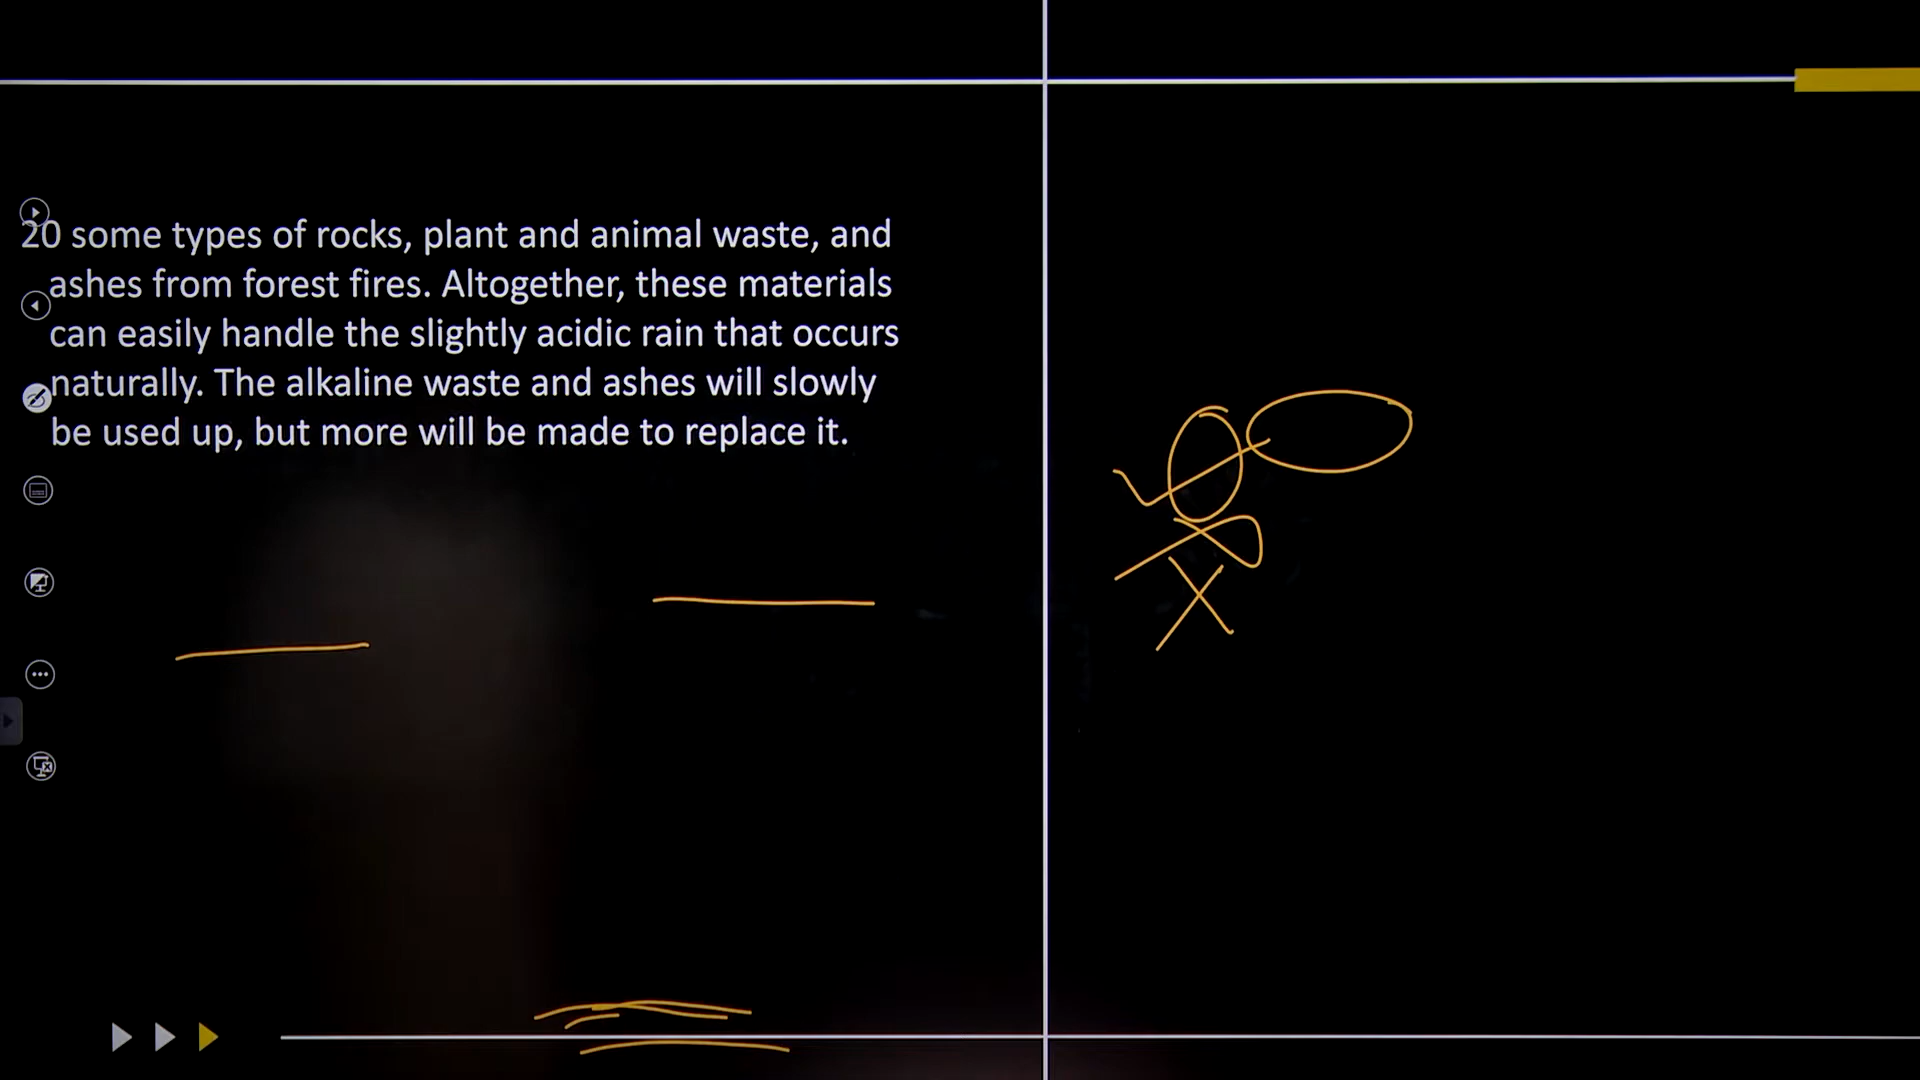 20 some types of rocks, plant and animal waste, and
ashes from forest fires. Altogether, these materials
can easily handle the slightly acidic rain that occurs
naturally. The alkaline waste and ashes will slowly
be used up, but more will be made to replace it.